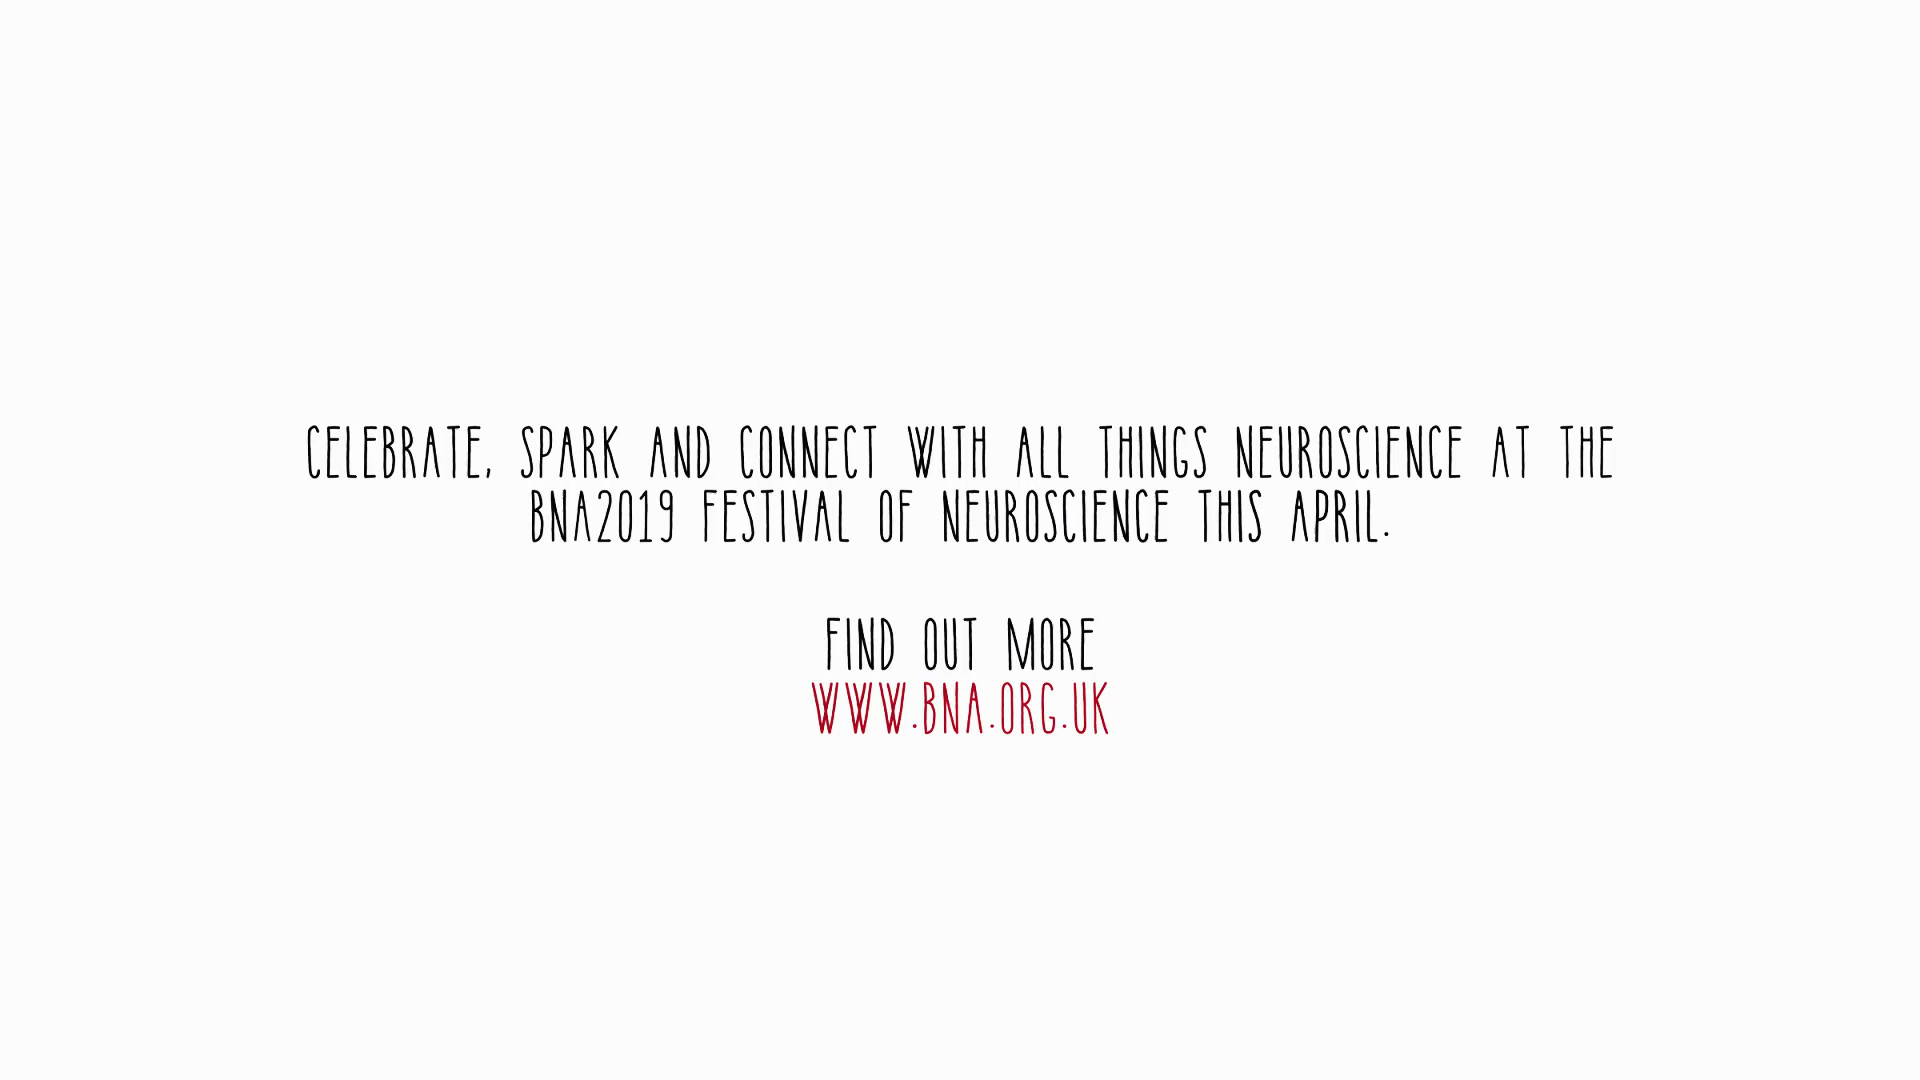 CELEBRATE, SPARK AND CONNECT WITH ALL THINGS NEUROSCIENCE AT THE
BNA2019 FESTIVAL OF NEUROSCIENCE THIS APRIL.
FIND OUT MORE
WWW.BNA.ORG.UK